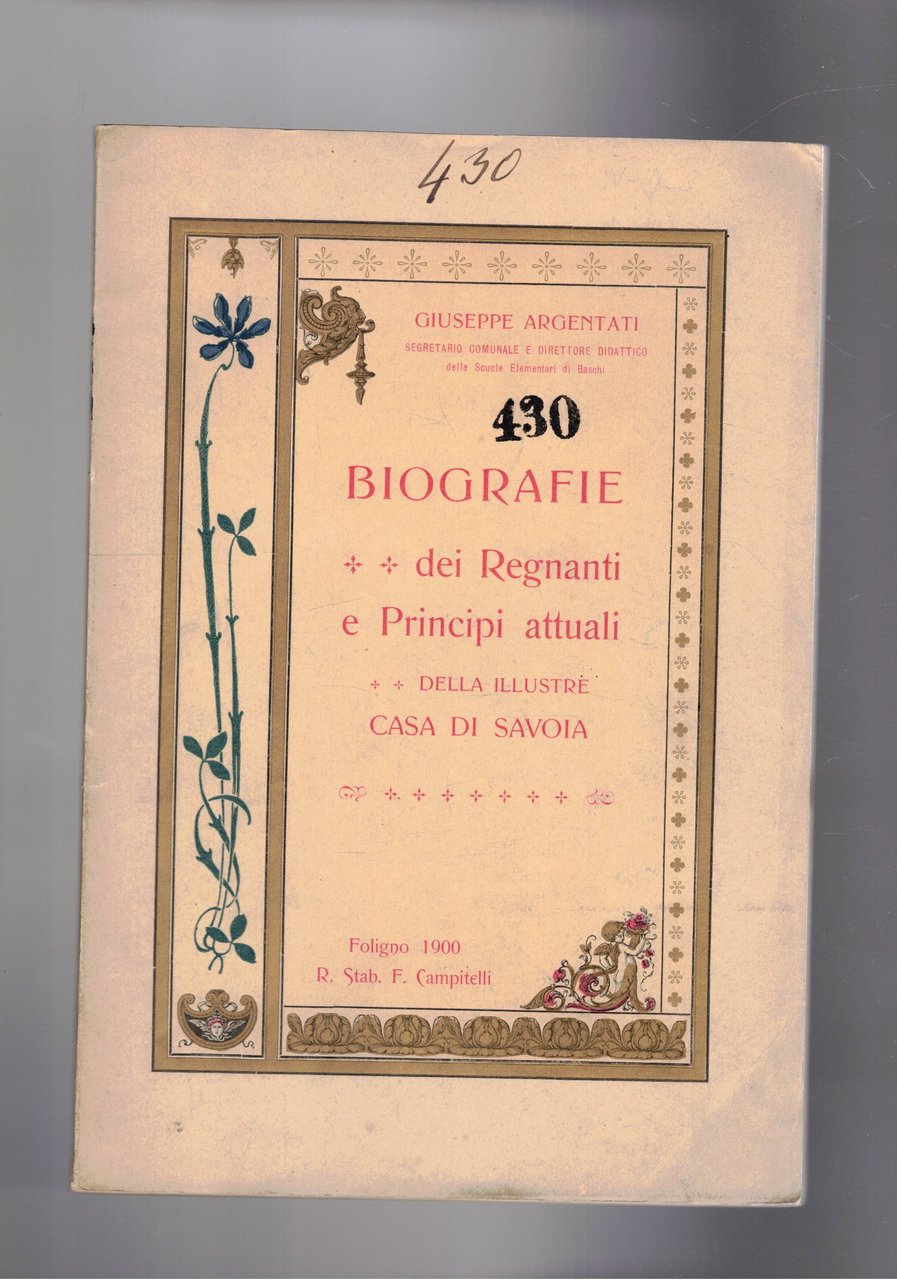 430
GIUSEPPE ARGENTATI
SEGRETARIO COMUNALE E DIRETTORE DIDATTICO
delle Scuole Elementari di Baschi
430
BIOGRAFIE
dei Regnanti
e Principi attuali
DELLA ILLUSTRE
CASA DI SAVOIA
Foligno 1900
R. Stab. F. Campitelli